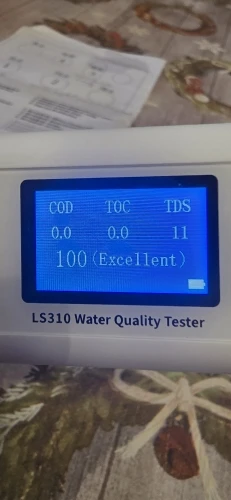 COD TOC TDS
0.0 0.0 11
100(Excellent)
LS310 Water Quality Tester